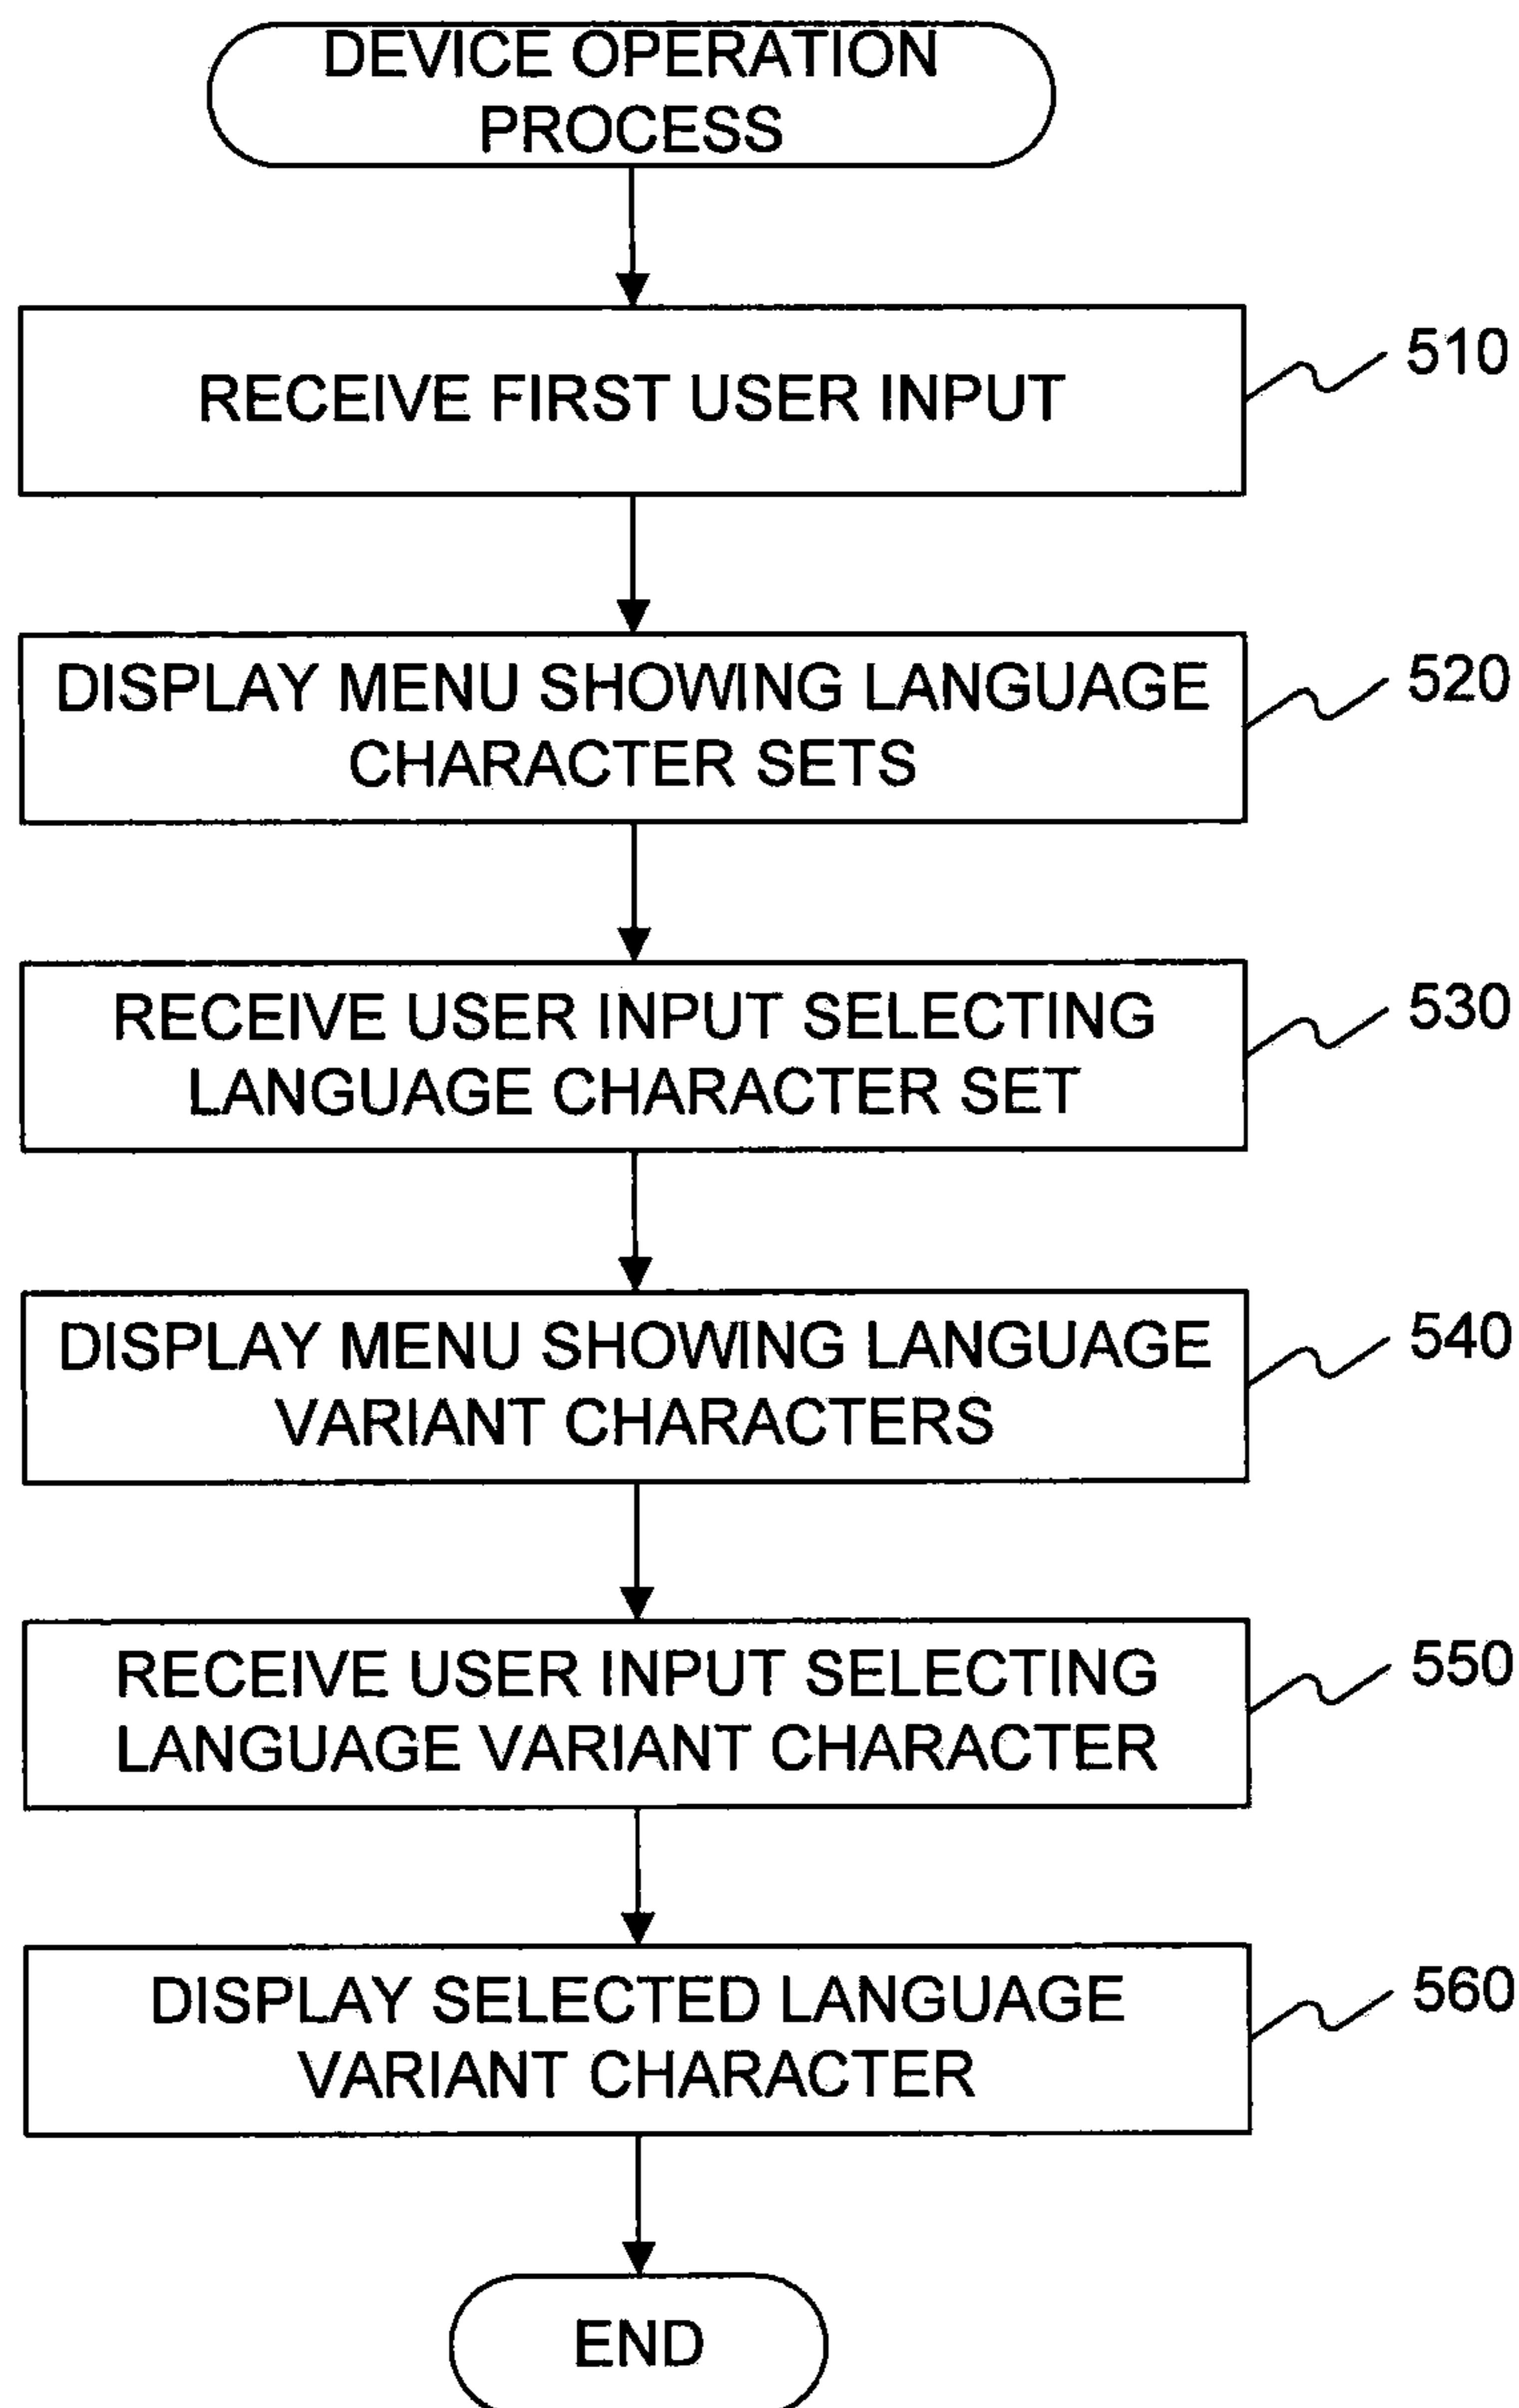 DEVICE OPERATION
PROCESS
RECEIVE FIRST USER INPUT
510
DISPLAY MENU SHOWING LANGUAGE
CHARACTER SETS
520
RECEIVE USER INPUT SELECTING
LANGUAGE CHARACTER SET
530
DISPLAY MENU SHOWING LANGUAGE
VARIANT CHARACTERS
540
RECEIVE USER INPUT SELECTING
LANGUAGE VARIANT CHARACTER
550
DISPLAY SELECTED LANGUAGE
VARIANT CHARACTER
560
END